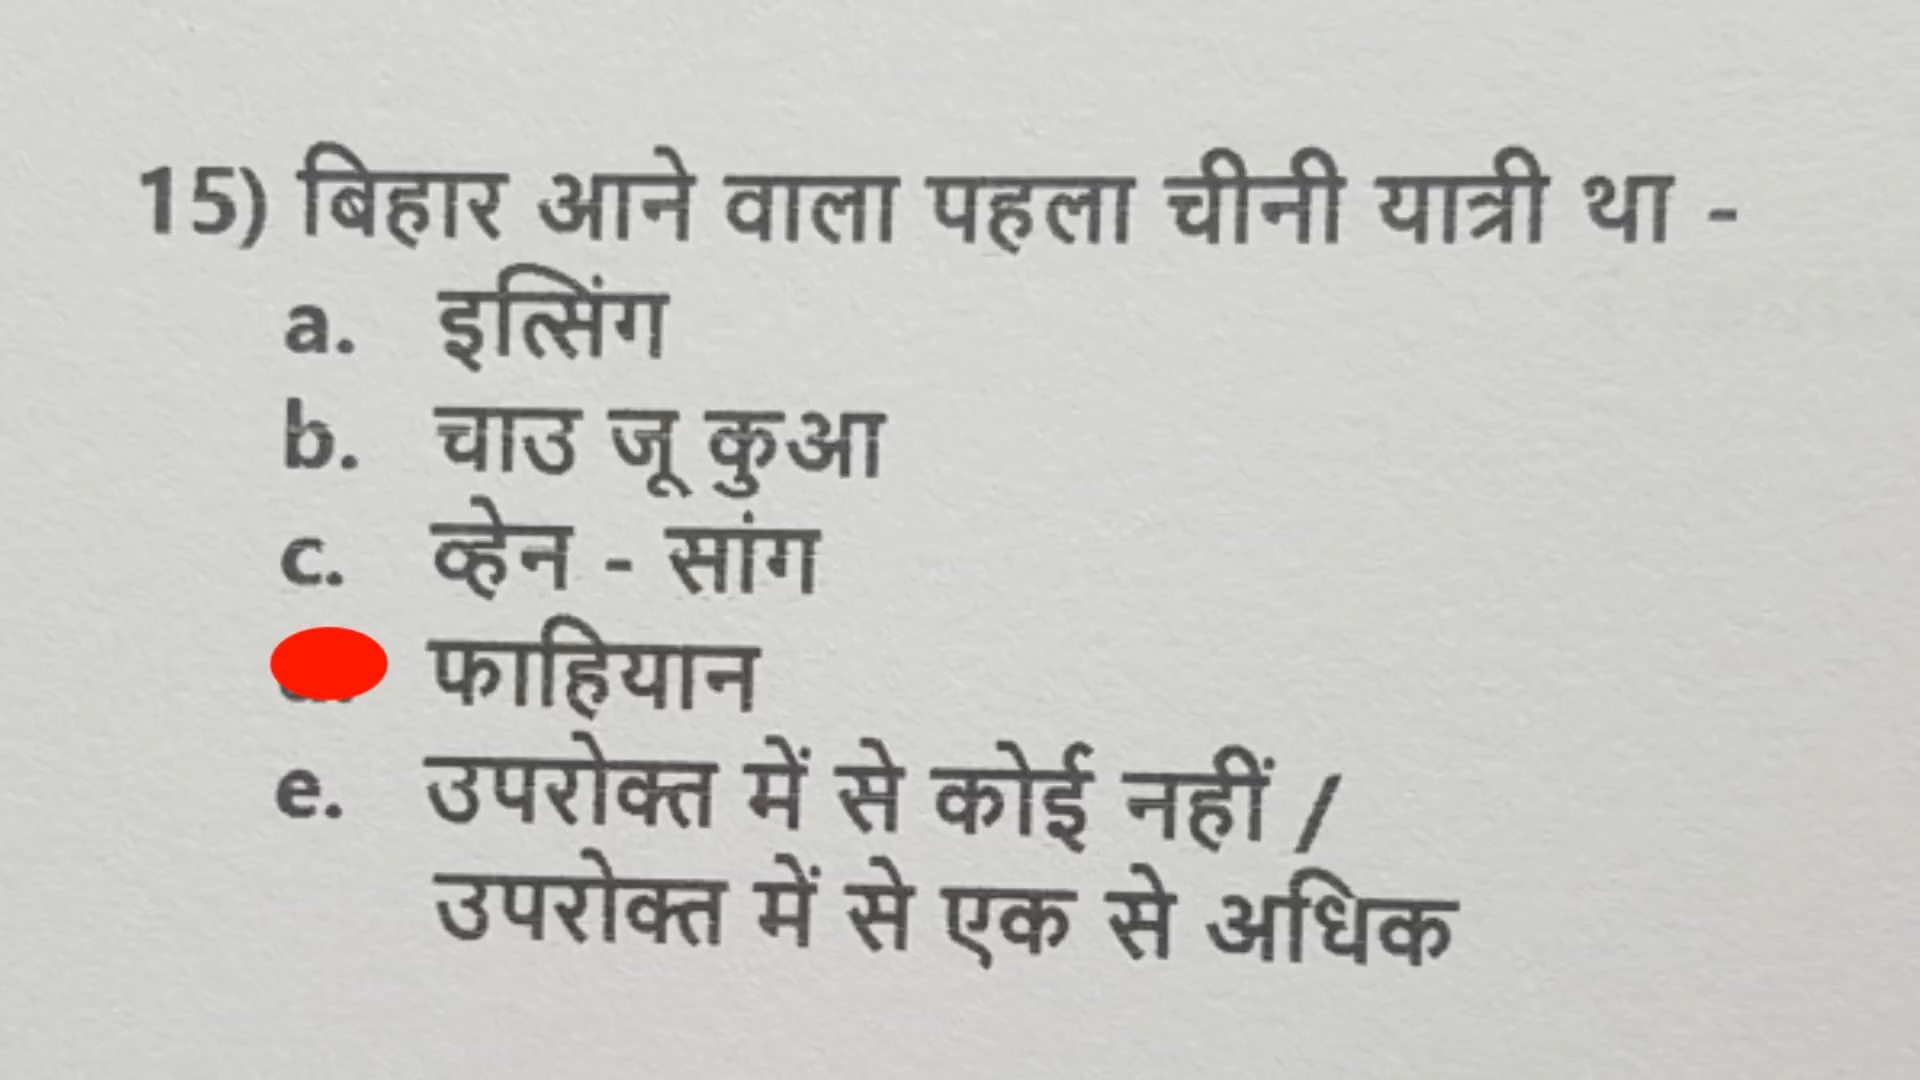 15) बिहार आने वाला पहला चीनी यात्री था -
a. इत्सिंग
b. चाउ जू कुआ
c. व्हेन - सांग
फाहियान
e. उपरोक्त में से कोई नहीं /
उपरोक्त में से एक से अधिक